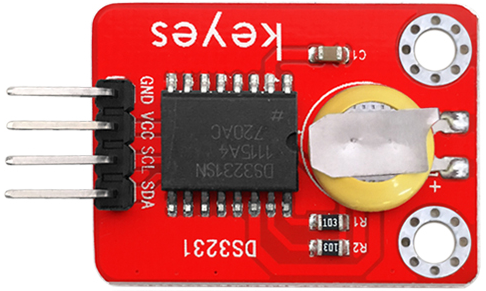 keyes
C1
GND VCC SCL SDA
#
720AC
1115A4
DS3231SN
+
103 R1
103 R2
DS3231